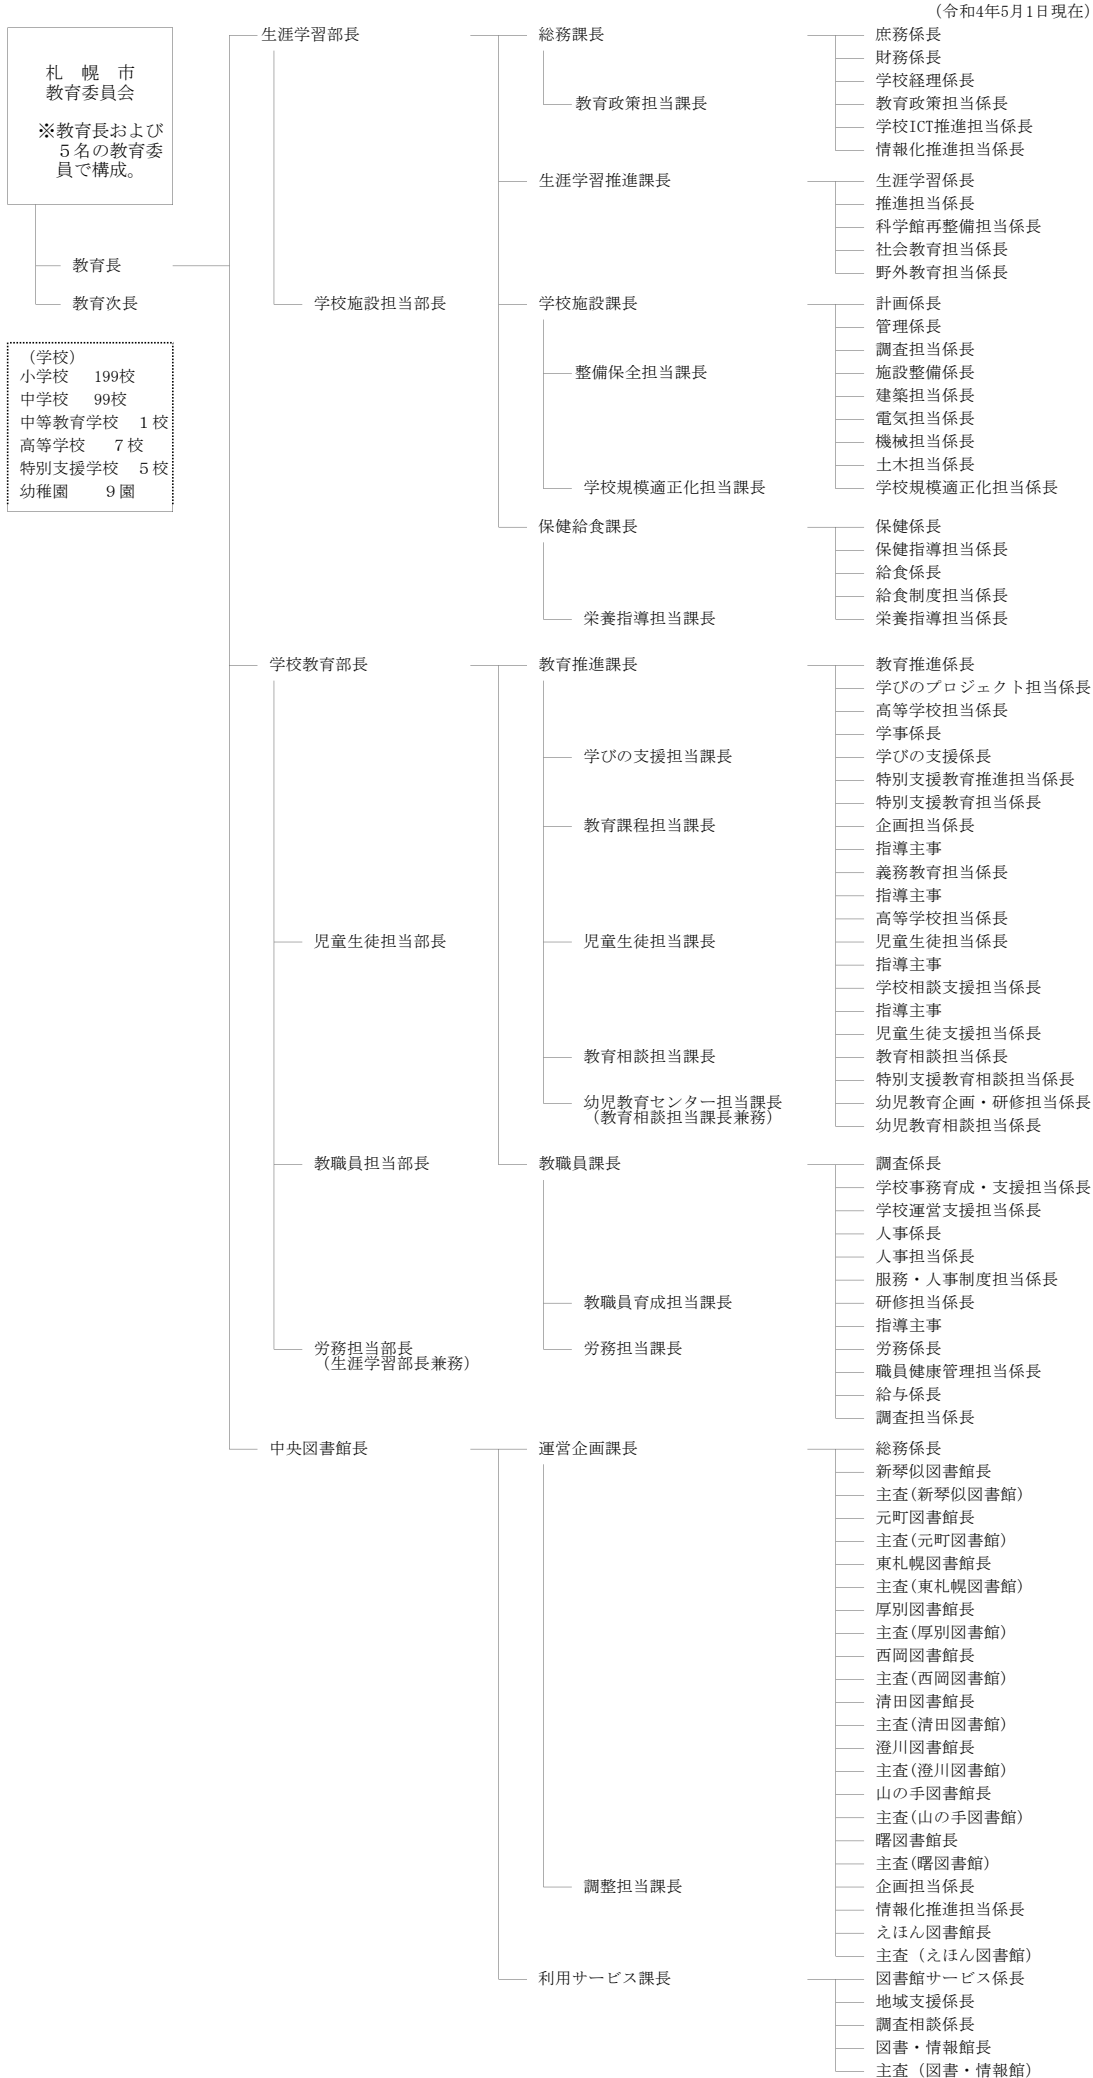 (令和4年5月1日現在)
札　幌　市
教育委員会
※教育長および
５名の教育委
員で構成。
教育長
教育次長
(学校)
小学校　199校
中学校　99校
中等教育学校　１校
高等学校　７校
特別支援学校　５校
幼稚園　９園
生涯学習部長
学校施設担当部長
総務課長
教育政策担当課長
庶務係長
財務係長
学校経理係長
教育政策担当係長
学校ICT推進担当係長
情報化推進担当係長
生涯学習推進課長
生涯学習係長
推進担当係長
科学館再整備担当係長
社会教育担当係長
野外教育担当係長
学校施設課長
整備保全担当課長
学校規模適正化担当課長
計画係長
管理係長
調査担当係長
施設整備係長
建築担当係長
電気担当係長
機械担当係長
土木担当係長
学校規模適正化担当係長
保健給食課長
栄養指導担当課長
保健係長
保健指導担当係長
給食係長
給食制度担当係長
栄養指導担当係長
学校教育部長
児童生徒担当部長
教職員担当部長
労務担当部長
(生涯学習部長兼務)
教育推進課長
学びの支援担当課長
教育課程担当課長
児童生徒担当課長
教育相談担当課長
幼児教育センター担当課長
(教育相談担当課長兼務)
教育推進係長
学びのプロジェクト担当係長
高等学校担当係長
学事係長
学びの支援係長
特別支援教育推進担当係長
特別支援教育担当係長
企画担当係長
指導主事
義務教育担当係長
指導主事
高等学校担当係長
児童生徒担当係長
指導主事
学校相談支援担当係長
指導主事
児童生徒支援担当係長
教育相談担当係長
特別支援教育相談担当係長
幼児教育企画・研修担当係長
幼児教育相談担当係長
教職員課長
教職員育成担当課長
労務担当課長
調査係長
学校事務育成・支援担当係長
学校運営支援担当係長
人事係長
人事担当係長
服務・人事制度担当係長
研修担当係長
指導主事
労務係長
職員健康管理担当係長
給与係長
調査担当係長
中央図書館長
運営企画課長
調整担当課長
総務係長
新琴似図書館長
主査(新琴似図書館)
元町図書館長
主査(元町図書館)
東札幌図書館長
主査(東札幌図書館)
厚別図書館長
主査(厚別図書館)
西岡図書館長
主査(西岡図書館)
清田図書館長
主査(清田図書館)
澄川図書館長
主査(澄川図書館)
山の手図書館長
主査(山の手図書館)
曙図書館長
主査(曙図書館)
企画担当係長
情報化推進担当係長
えほん図書館長
主査（えほん図書館）
利用サービス課長
図書館サービス係長
地域支援係長
調査相談係長
図書・情報館長
主査（図書・情報館）